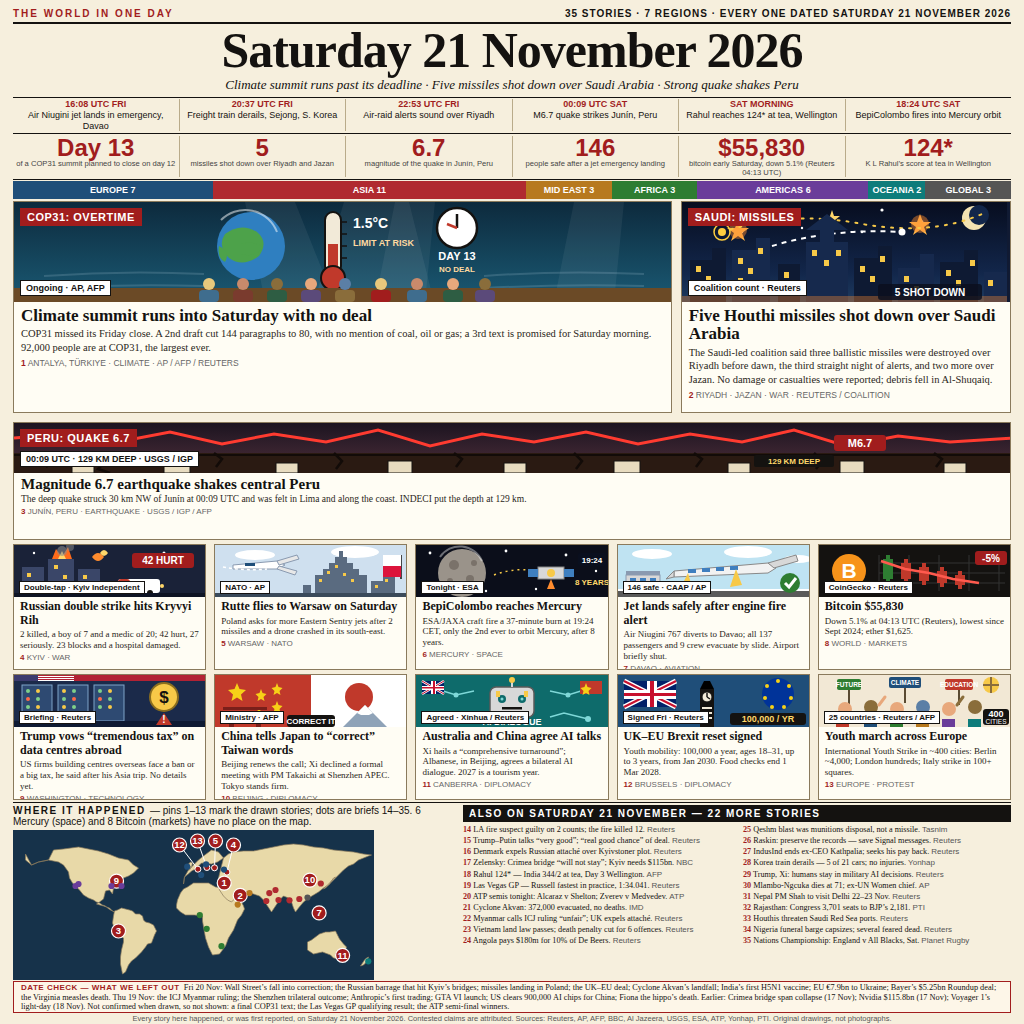 THE WORLD IN ONE DAY
35 STORIES · 7 REGIONS · EVERY ONE DATED SATURDAY 21 NOVEMBER 2026
Saturday 21 November 2026
Climate summit runs past its deadline · Five missiles shot down over Saudi Arabia · Strong quake shakes Peru
16:08 UTC FRI
Air Niugini jet lands in emergency,
Davao
20:37 UTC FRI
Freight train derails, Sejong, S. Korea
22:53 UTC FRI
Air-raid alerts sound over Riyadh
00:09 UTC SAT
M6.7 quake strikes Junín, Peru
SAT MORNING
Rahul reaches 124* at tea, Wellington
18:24 UTC SAT
BepiColombo fires into Mercury orbit
Day 13
of a COP31 summit planned to close on day 12
5
missiles shot down over Riyadh and Jazan
6.7
magnitude of the quake in Junín, Peru
146
people safe after a jet emergency landing
$55,830
bitcoin early Saturday, down 5.1% (Reuters
04:13 UTC)
124*
K L Rahul's score at tea in Wellington
EUROPE 7
ASIA 11
MID EAST 3
AFRICA 3
AMERICAS 6
OCEANIA 2
GLOBAL 3
COP31: OVERTIME
1.5°C
LIMIT AT RISK
DAY 13
NO DEAL
Ongoing · AP, AFP
Climate summit runs into Saturday with no deal
COP31 missed its Friday close. A 2nd draft cut 144 paragraphs to 80, with no mention of coal, oil or gas; a 3rd text is promised for Saturday morning.
92,000 people are at COP31, the largest ever.
1 ANTALYA, TÜRKIYE · CLIMATE · AP / AFP / REUTERS
SAUDI: MISSILES
Coalition count · Reuters
5 SHOT DOWN
Five Houthi missiles shot down over Saudi
Arabia
The Saudi-led coalition said three ballistic missiles were destroyed over
Riyadh before dawn, the third straight night of alerts, and two more over
Jazan. No damage or casualties were reported; debris fell in Al-Shuqaiq.
2 RIYADH · JAZAN · WAR · REUTERS / COALITION
PERU: QUAKE 6.7
00:09 UTC · 129 KM DEEP · USGS / IGP
M6.7
129 KM DEEP
Magnitude 6.7 earthquake shakes central Peru
The deep quake struck 30 km NW of Junín at 00:09 UTC and was felt in Lima and along the coast. INDECI put the depth at 129 km.
3 JUNÍN, PERU · EARTHQUAKE · USGS / IGP / AFP
42 HURT
Double-tap · Kyiv Independent
Russian double strike hits Kryvyi
Rih
2 killed, a boy of 7 and a medic of 20; 42 hurt, 27
seriously. 23 blocks and a hospital damaged.
4 KYIV · WAR
NATO · AP
Rutte flies to Warsaw on Saturday
Poland asks for more Eastern Sentry jets after 2
missiles and a drone crashed in its south-east.
5 WARSAW · NATO
19:24
8 YEARS
Tonight · ESA
BepiColombo reaches Mercury
ESA/JAXA craft fire a 37-minute burn at 19:24
CET, only the 2nd ever to orbit Mercury, after 8
years.
6 MERCURY · SPACE
146 safe · CAAP / AP
Jet lands safely after engine fire
alert
Air Niugini 767 diverts to Davao; all 137
passengers and 9 crew evacuate by slide. Airport
briefly shut.
7 DAVAO · AVIATION
B
-5%
CoinGecko · Reuters
Bitcoin $55,830
Down 5.1% at 04:13 UTC (Reuters), lowest since
Sept 2024; ether $1,625.
8 WORLD · MARKETS
$
!
Briefing · Reuters
Trump vows “tremendous tax” on
data centres abroad
US firms building centres overseas face a ban or
a big tax, he said after his Asia trip. No details
yet.
9 WASHINGTON · TECHNOLOGY
Ministry · AFP
CORRECT IT
China tells Japan to “correct”
Taiwan words
Beijing renews the call; Xi declined a formal
meeting with PM Takaichi at Shenzhen APEC.
Tokyo stands firm.
10 BEIJING · DIPLOMACY
Agreed · Xinhua / Reuters
Australia and China agree AI talks
Xi hails a “comprehensive turnaround”;
Albanese, in Beijing, agrees a bilateral AI
dialogue. 2027 is a tourism year.
11 CANBERRA · DIPLOMACY
Signed Fri · Reuters
100,000 / YR
UK–EU Brexit reset signed
Youth mobility: 100,000 a year, ages 18–31, up
to 3 years, from Jan 2030. Food checks end 1
Mar 2028.
12 BRUSSELS · DIPLOMACY
FUTURE
CLIMATE
EDUCATION
25 countries · Reuters / AFP
400
CITIES
Youth march across Europe
International Youth Strike in ~400 cities: Berlin
~4,000; London hundreds; Italy strike in 100+
squares.
13 EUROPE · PROTEST
WHERE IT HAPPENED — pins 1–13 mark the drawn stories; dots are briefs 14–35. 6
Mercury (space) and 8 Bitcoin (markets) have no place on the map.
12
13
5
4
9
1
2
10
7
3
11
ALSO ON SATURDAY 21 NOVEMBER — 22 MORE STORIES
14 LA fire suspect guilty on 2 counts; the fire killed 12. Reuters
15 Trump–Putin talks “very good”; “real good chance” of deal. Reuters
16 Denmark expels Russian attaché over Kyivstoner plot. Reuters
17 Zelensky: Crimea bridge “will not stay”; Kyiv needs $115bn. NBC
18 Rahul 124* — India 344/2 at tea, Day 3 Wellington. AFP
19 Las Vegas GP — Russell fastest in practice, 1:34.041. Reuters
20 ATP semis tonight: Alcaraz v Shelton; Zverev v Medvedev. ATP
21 Cyclone Akvan: 372,000 evacuated, no deaths. IMD
22 Myanmar calls ICJ ruling “unfair”; UK expels attaché. Reuters
23 Vietnam land law passes; death penalty cut for 6 offences. Reuters
24 Angola pays $180m for 10% of De Beers. Reuters
25 Qeshm blast was munitions disposal, not a missile. Tasnim
26 Raskin: preserve the records — save Signal messages. Reuters
27 IndusInd ends ex-CEO Kathpalia; seeks his pay back. Reuters
28 Korea train derails — 5 of 21 cars; no injuries. Yonhap
29 Trump, Xi: humans stay in military AI decisions. Reuters
30 Mlambo-Ngcuka dies at 71; ex-UN Women chief. AP
31 Nepal PM Shah to visit Delhi 22–23 Nov. Reuters
32 Rajasthan: Congress 3,701 seats to BJP's 2,181. PTI
33 Houthis threaten Saudi Red Sea ports. Reuters
34 Nigeria funeral barge capsizes; several feared dead. Reuters
35 Nations Championship: England v All Blacks, Sat. Planet Rugby
DATE CHECK — WHAT WE LEFT OUT Fri 20 Nov: Wall Street's fall into correction; the Russian barrage that hit Kyiv's bridges; missiles landing in Poland; the UK–EU deal; Cyclone Akvan's landfall; India's first H5N1 vaccine; EU €7.9bn to Ukraine; Bayer's $5.25bn Roundup deal;
the Virginia measles death. Thu 19 Nov: the ICJ Myanmar ruling; the Shenzhen trilateral outcome; Anthropic's first trading; GTA VI launch; US clears 900,000 AI chips for China; Fiona the hippo's death. Earlier: Crimea bridge span collapse (17 Nov); Nvidia $115.8bn (17 Nov); Voyager 1's
light-day (18 Nov). Not confirmed when drawn, so not shown: a final COP31 text; the Las Vegas GP qualifying result; the ATP semi-final winners.
Every story here happened, or was first reported, on Saturday 21 November 2026. Contested claims are attributed. Sources: Reuters, AP, AFP, BBC, Al Jazeera, USGS, ESA, ATP, Yonhap, PTI. Original drawings, not photographs.